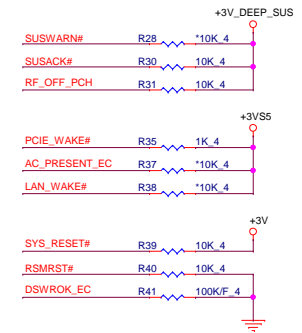 +3V_DEEP_SUS
SUSWARN# R28 *10K_4
SUSACK# R30 10K_4
RF_OFF_PCH R31 10K_4
+3VS5
PCIE_WAKE# R35 1K_4
AC_PRESENT_EC R37 *10K_4
LAN_WAKE# R38 *10K_4
+3V
SYS_RESET# R39 10K_4
RSMRST# R40 10K_4
DSWROK_EC R41 100K/F_4